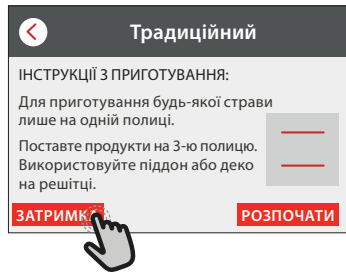 Традиційний
ІНСТРУКЦІЇ З ПРИГОТУВАННЯ:
Для приготування будь-якої страви
лише на одній полиці.
Поставте продукти на 3-ю полицю.
Використовуйте піддон або деко
на решітці.
ЗАТРИМКА
РОЗПОЧАТИ